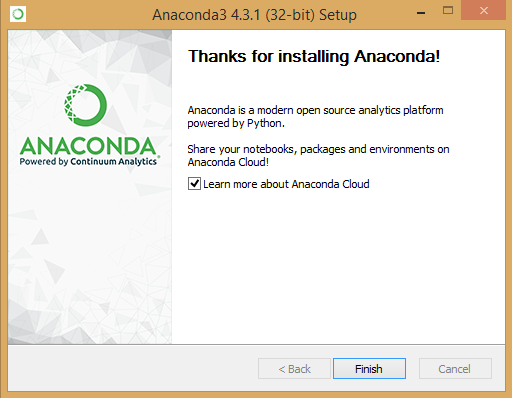 Anaconda3 4.3.1 (32-bit) Setup
Thanks for installing Anaconda!
ANACONDA
Powered by Continuum Analytics
Anaconda is a modern open source analytics platform
powered by Python.
Share your notebooks, packages and environments on
Anaconda Cloud!
Learn more about Anaconda Cloud
< Back
Finish
Cancel